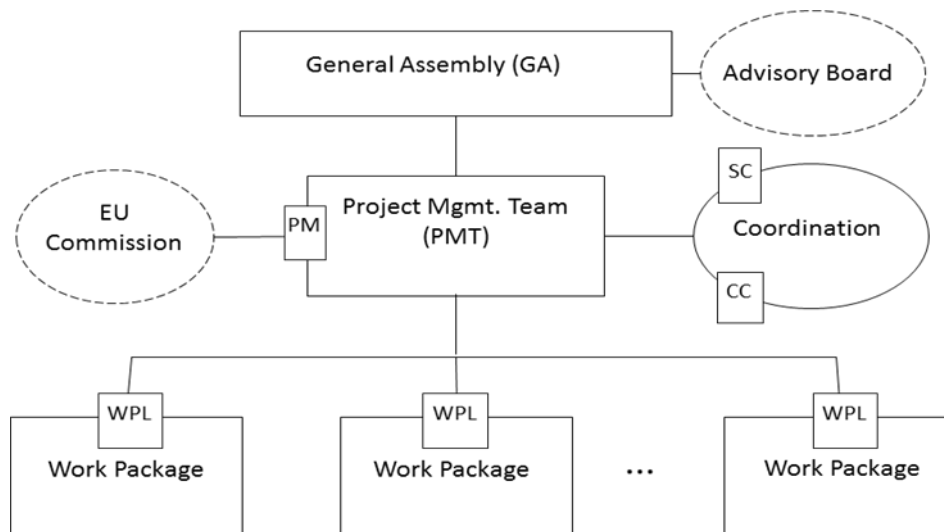 General Assembly (GA)
Advisory Board
SC
EU
Commission
PM
Project Mgmt. Team
(PMT)
Coordination
CC
WPL
WPL
WPL
Work Package
Work Package
...
Work Package